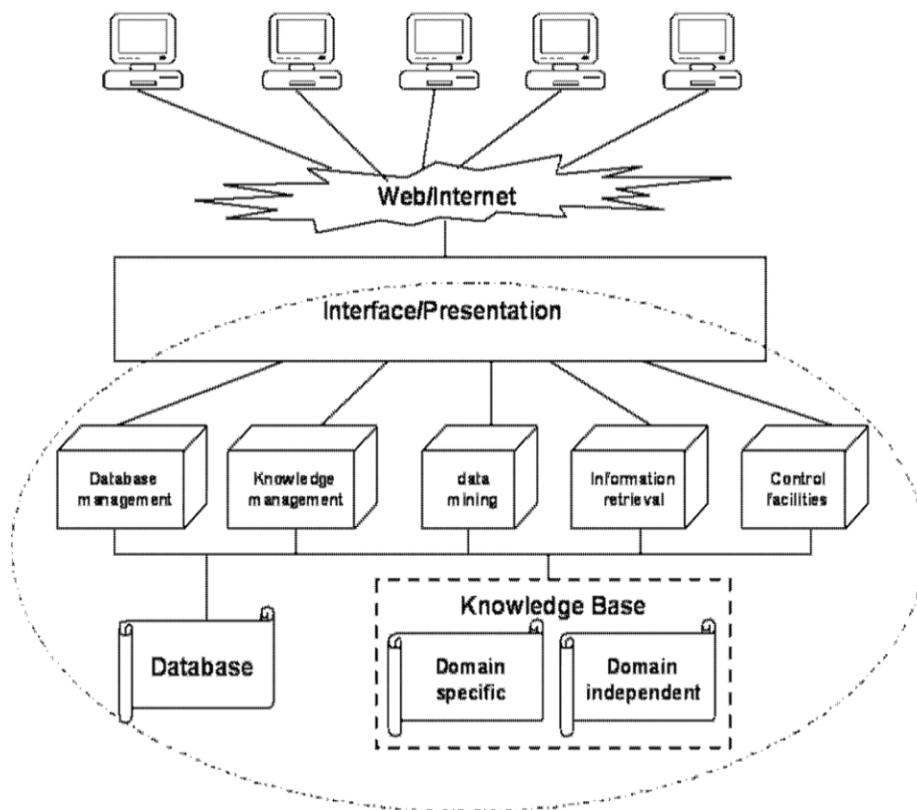 Web/Internet
Interface/Presentation
Database
management
Knowledge
management
data
mining
Information
retrieval
Control
facilities
Knowledge Base
Database
Domain
specific
Domain
independent